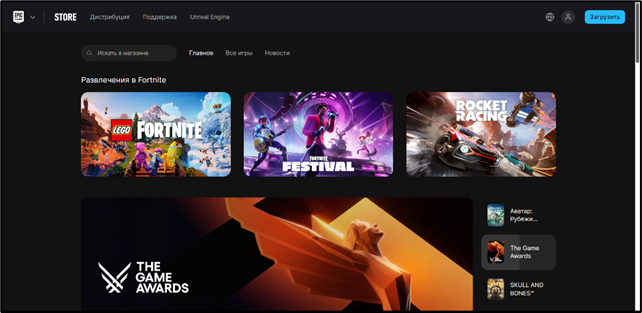 EPIC
GAMES
STORE
Дистрибуция
Поддержка
Unreal Engine
Загрузить
Искать в магазине
Главное
Все игры
Новости
Развлечения в Fortnite
LEGO FORTNITE
FORTNITE
FESTIVAL
ROCKET
RACING
THE
GAME
AWARDS
Аватар:
Рубежи...
The Game
Awards
SKULL AND
BONES™